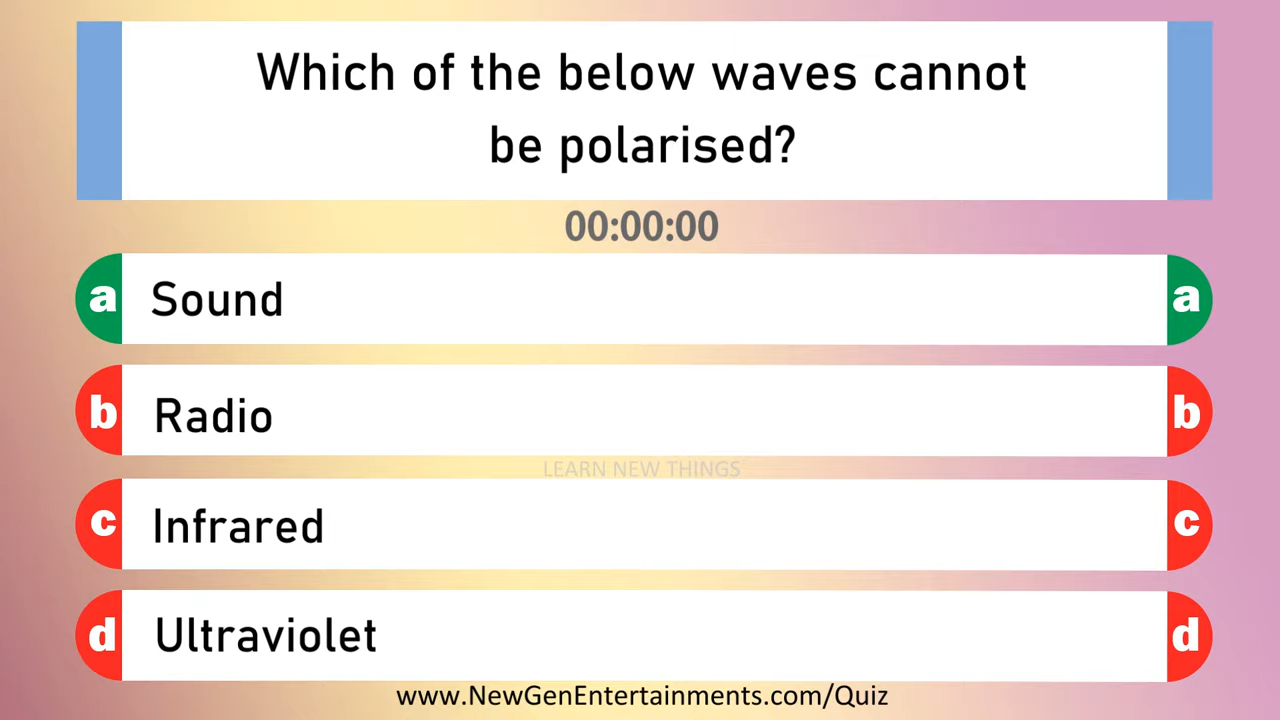 Which of the below waves cannot
be polarised?
00:00:00
a Sound a
b Radio b
LEARN NEW THINGS
c Infrared c
d Ultraviolet d
www.NewGenEntertainments.com/Quiz